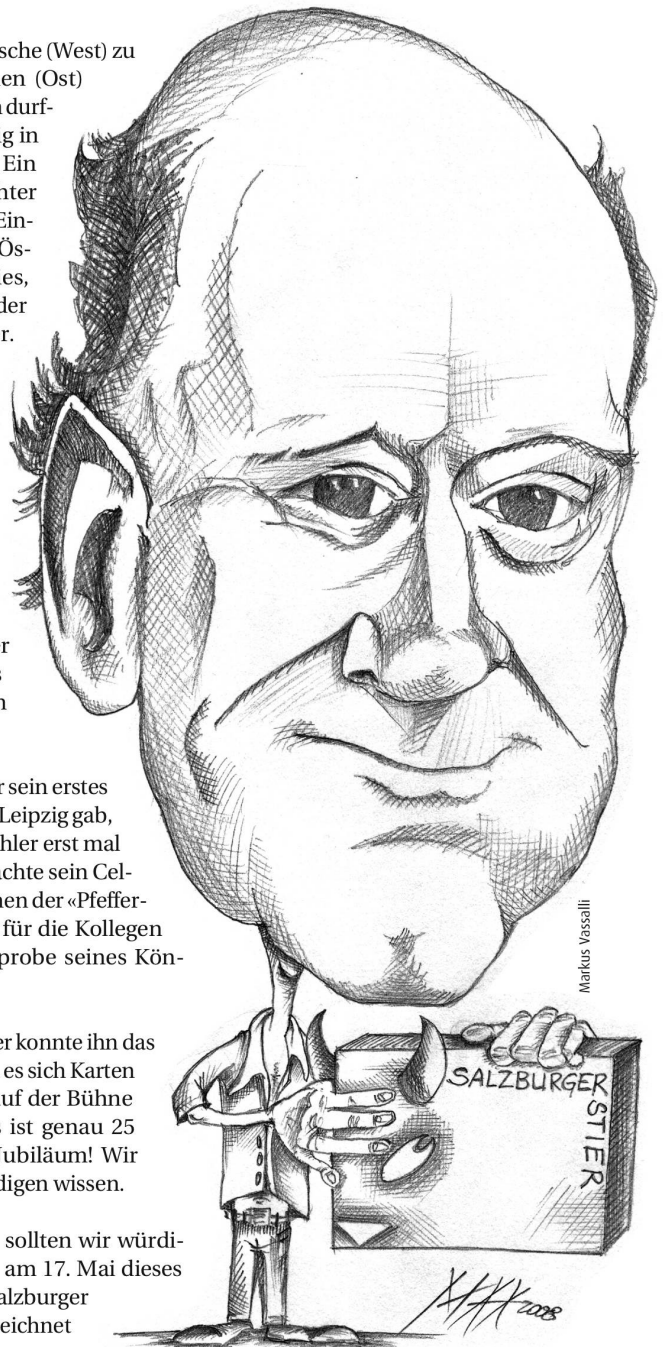 sche (West) zu
en (Ost)
durf-
g in
Ein
nter
Ein-
Ös-
es,
der
r.
er
s
n
r sein erstes
Leipzig gab,
hler erst mal
chte sein Cel-
nen der «Pfeffer-
für die Kollegen
probe seines Kön-
er konnte ihn das
es sich Karten
uf der Bühne
s ist genau 25
Jubiläum! Wir
digen wissen.
sollten wir würdi-
am 17. Mai dieses
alzburger
eichnet
Markus Vassalli
SALZBURGER
STIER
2008